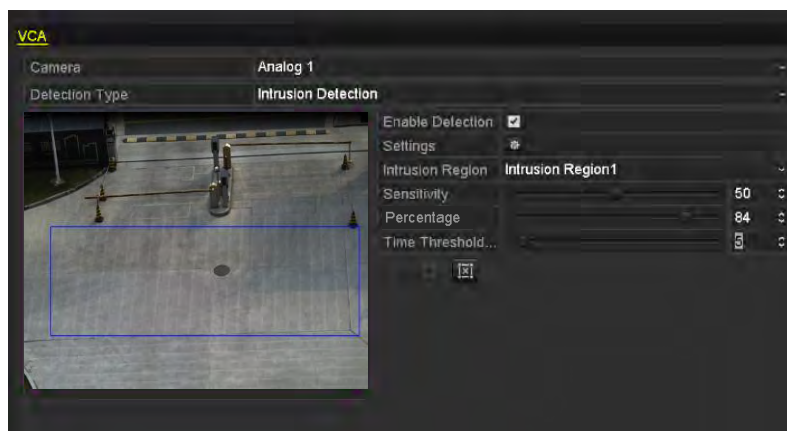 VCA
Camera Analog 1
Detection Type Intrusion Detection
Enable Detection
Settings
Intrusion Region Intrusion Region1
Sensitivity 50
Percentage 84
Time Threshold... 5